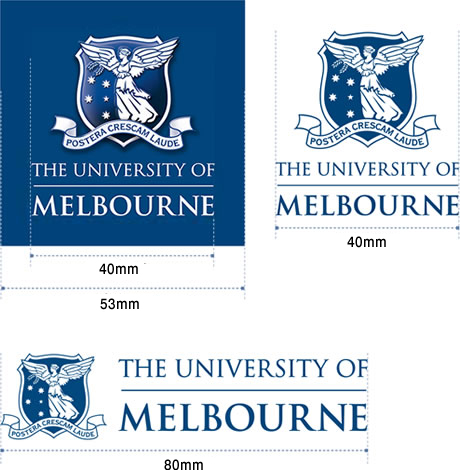 POSTERA CRESCAM LAUDE
THE UNIVERSITY OF
MELBOURNE
40mm
53mm
POSTERA CRESCAM LAUDE
THE UNIVERSITY OF
MELBOURNE
40mm
POSTERA CRESCAM LAUDE
THE UNIVERSITY OF
MELBOURNE
80mm